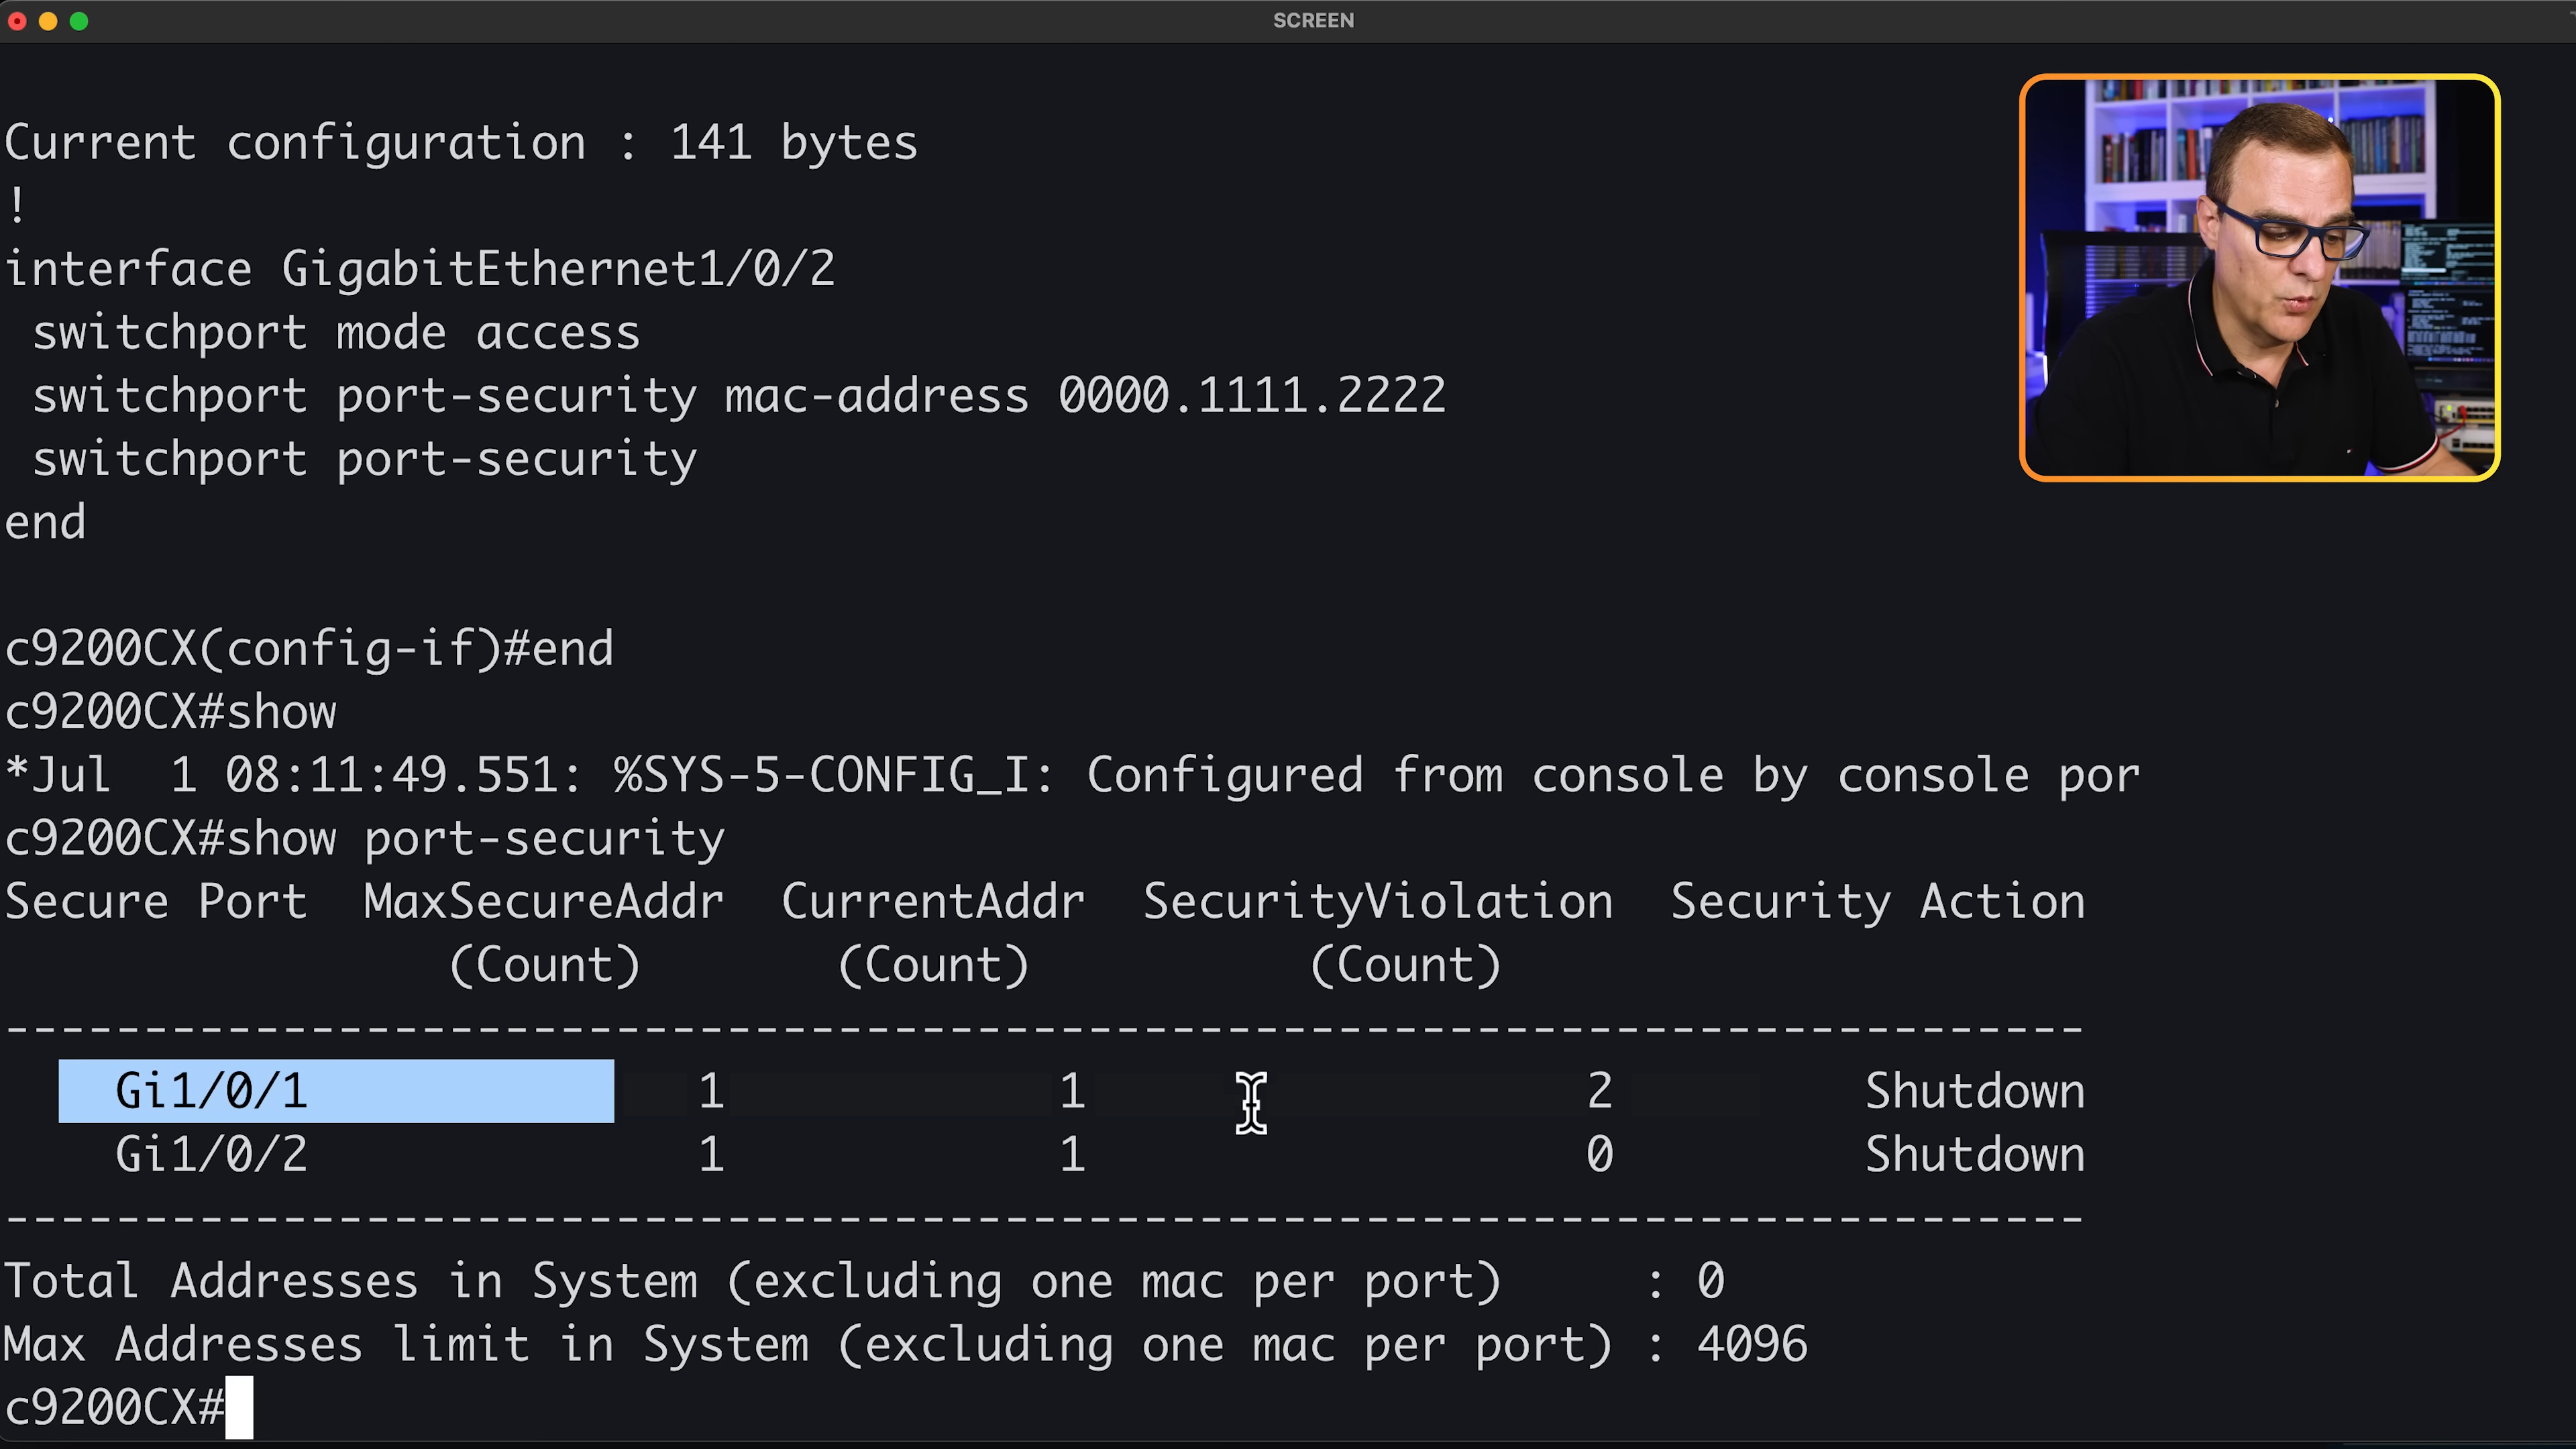 SCREEN
Current configuration : 141 bytes
!
interface GigabitEthernet1/0/2
 switchport mode access
 switchport port-security mac-address 0000.1111.2222
 switchport port-security
end
c9200CX(config-if)#end
c9200CX#show
*Jul  1 08:11:49.551: %SYS-5-CONFIG_I: Configured from console by console por
c9200CX#show port-security
Secure Port  MaxSecureAddr  CurrentAddr  SecurityViolation  Security Action
                (Count)       (Count)          (Count)
---------------------------------------------------------------------------
    Gi1/0/1              1            1                  2         Shutdown
    Gi1/0/2              1            1                  0         Shutdown
---------------------------------------------------------------------------
Total Addresses in System (excluding one mac per port)     : 0
Max Addresses limit in System (excluding one mac per port) : 4096
c9200CX#